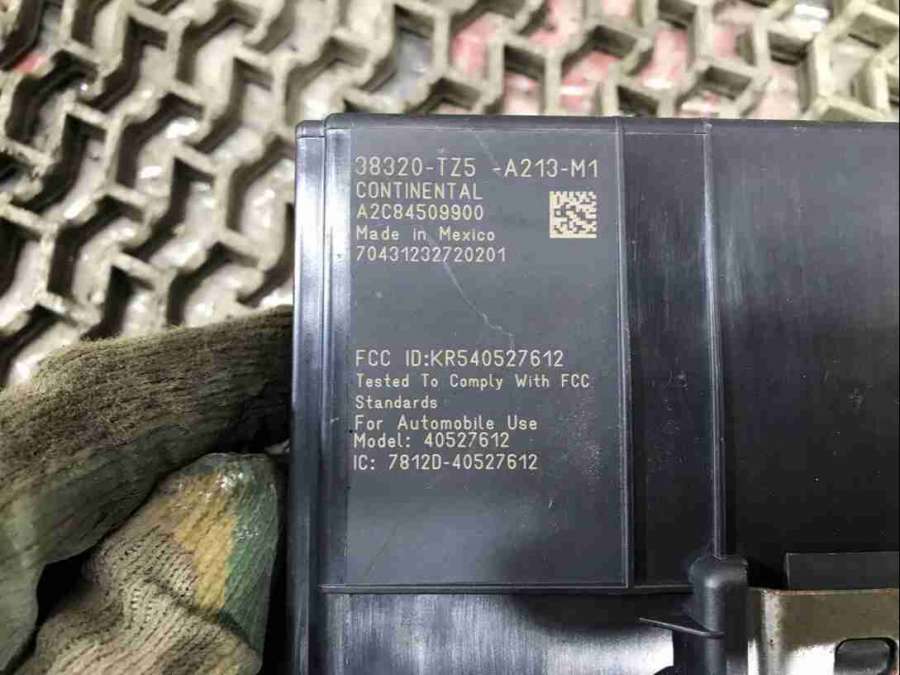 38320-TZ5 -A213-M1
CONTINENTAL
A2C84509900
Made in Mexico
70431232720201
FCC ID:KR540527612
Tested To Comply With FCC
Standards
For Automobile Use
Model: 40527612
IC: 7812D-40527612